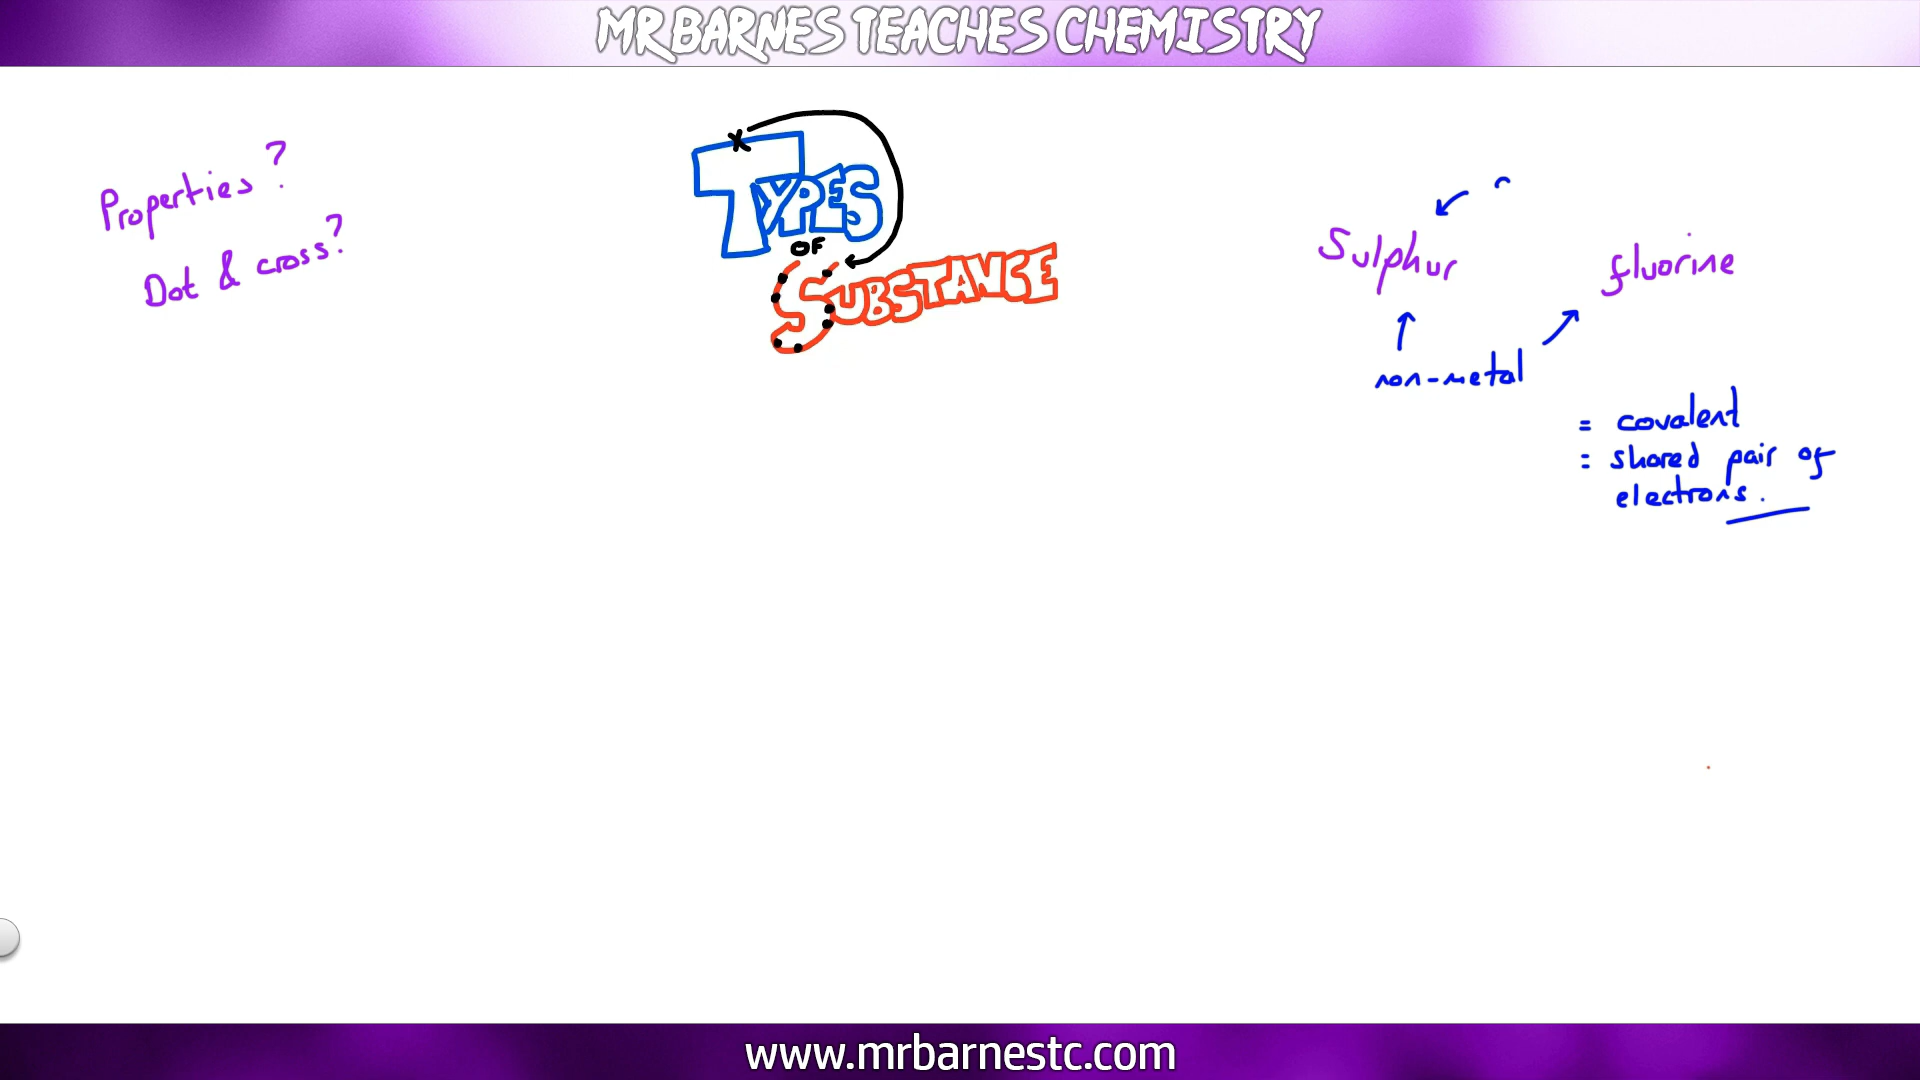 MR BARNES TEACHES CHEMISTRY
Properties?
Dot & cross?
TYPES
OF
SUBSTANCE
Sulphur
fluorine
non-metal
= covalent
= shared pair of
electrons.
www.mrbarnestc.com